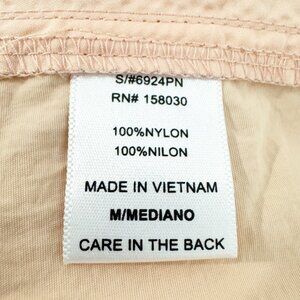 S/#6924PN
RN# 158030
100%NYLON
100%NILON
MADE IN VIETNAM
M/MEDIANO
CARE IN THE BACK